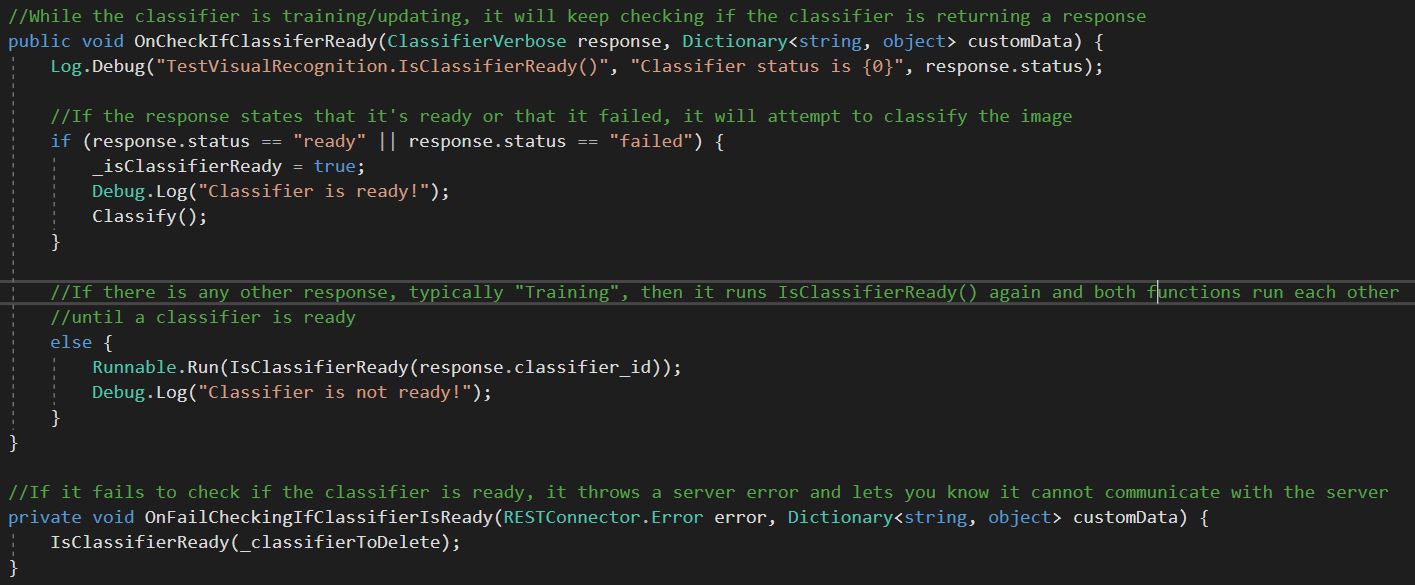 //While the classifier is training/updating, it will keep checking if the classifier is returning a response
public void OnCheckIfClassiferReady(ClassifierVerbose response, Dictionary<string, object> customData) {
Log.Debug("TestVisualRecognition.IsClassifierReady()", "Classifier status is {0}", response.status);
//If the response states that it's ready or that it failed, it will attempt to classify the image
if (response.status == "ready" || response.status == "failed") {
_isClassifierReady = true;
Debug.Log("Classifier is ready!");
Classify();
}
//If there is any other response, typically "Training", then it runs IsClassifierReady() again and both functions run each other
//until a classifier is ready
else {
Runnable.Run(IsClassifierReady(response.classifier_id));
Debug.Log("Classifier is not ready!");
}
}
//If it fails to check if the classifier is ready, it throws a server error and lets you know it cannot communicate with the server
private void OnFailCheckingIfClassifierIsReady(RESTConnector.Error error, Dictionary<string, object> customData) {
IsClassifierReady(_classifierToDelete);
}